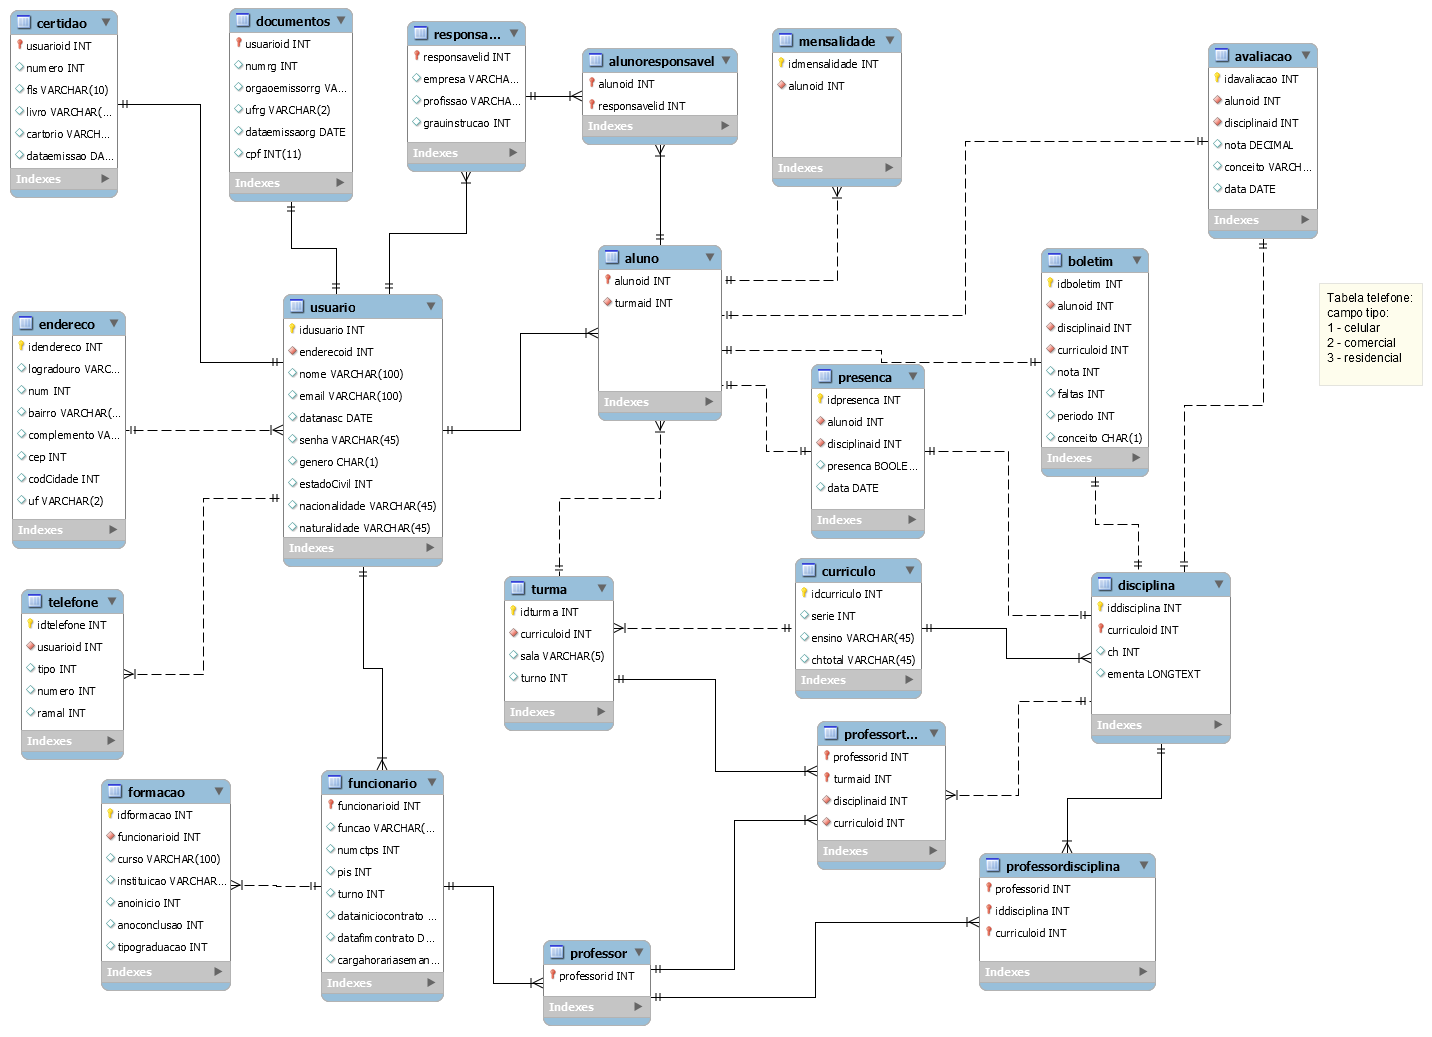 certidao
usuarioid INT
numero INT
fls VARCHAR(10)
livro VARCHAR(...
cartorio VARCH...
dataemissao DA...
Indexes
documentos
usuarioid INT
numrg INT
orgaoemissorrg VA...
ufrg VARCHAR(2)
dataemissaorg DATE
cpf INT(11)
Indexes
responsa...
responsavelid INT
empresa VARCHA...
profissao VARCHA...
grauinstrucao INT
Indexes
alunoresponsavel
alunoid INT
responsavelid INT
Indexes
mensalidade
idmensalidade INT
alunoid INT
Indexes
avaliacao
idavaliacao INT
alunoid INT
disciplinaid INT
nota DECIMAL
conceito VARCH...
data DATE
Indexes
aluno
alunoid INT
turmaid INT
Indexes
boletim
idboletim INT
alunoid INT
disciplinaid INT
curriculoid INT
nota INT
faltas INT
periodo INT
conceito CHAR(1)
Indexes
Tabela telefone:
campo tipo:
1 - celular
2 - comercial
3 - residencial
endereco
idendereco INT
logradouro VARC...
num INT
bairro VARCHAR(...
complemento VA...
cep INT
codCidade INT
uf VARCHAR(2)
Indexes
usuario
idusuario INT
enderecoid INT
nome VARCHAR(100)
email VARCHAR(100)
datanasc DATE
senha VARCHAR(45)
genero CHAR(1)
estadoCivil INT
nacionalidade VARCHAR(45)
naturalidade VARCHAR(45)
Indexes
presenca
idpresenca INT
alunoid INT
disciplinaid INT
presenca BOOLE...
data DATE
Indexes
telefone
idtelefone INT
usuarioid INT
tipo INT
numero INT
ramal INT
Indexes
turma
idturma INT
curriculoid INT
sala VARCHAR(5)
turno INT
Indexes
curriculo
idcurriculo INT
serie INT
ensino VARCHAR(45)
chtotal VARCHAR(45)
Indexes
disciplina
iddisciplina INT
curriculoid INT
ch INT
ementa LONGTEXT
Indexes
professort...
professorid INT
turmaid INT
disciplinaid INT
curriculoid INT
Indexes
formacao
idformacao INT
funcionarioid INT
curso VARCHAR(100)
instituicao VARCHAR...
anoinicio INT
anoconclusao INT
tipograduacao INT
Indexes
funcionario
funcionarioid INT
funcao VARCHAR(...
numctps INT
pis INT
turno INT
datainiciocontrato ...
datafimcontrato D...
cargahorariaseman...
Indexes
professor
professorid INT
Indexes
professordisciplina
professorid INT
iddisciplina INT
curriculoid INT
Indexes